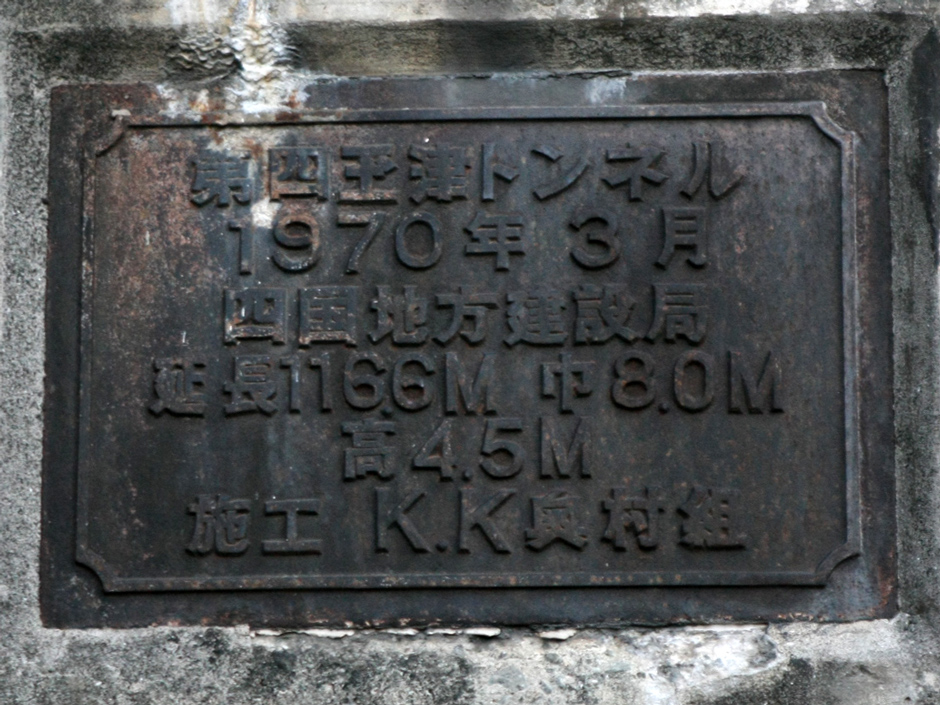 第四平津トンネル
1970年 3月
四国地方建設局
延長116.6M 巾8.0M
高4.5M
施工 K.K奥村組